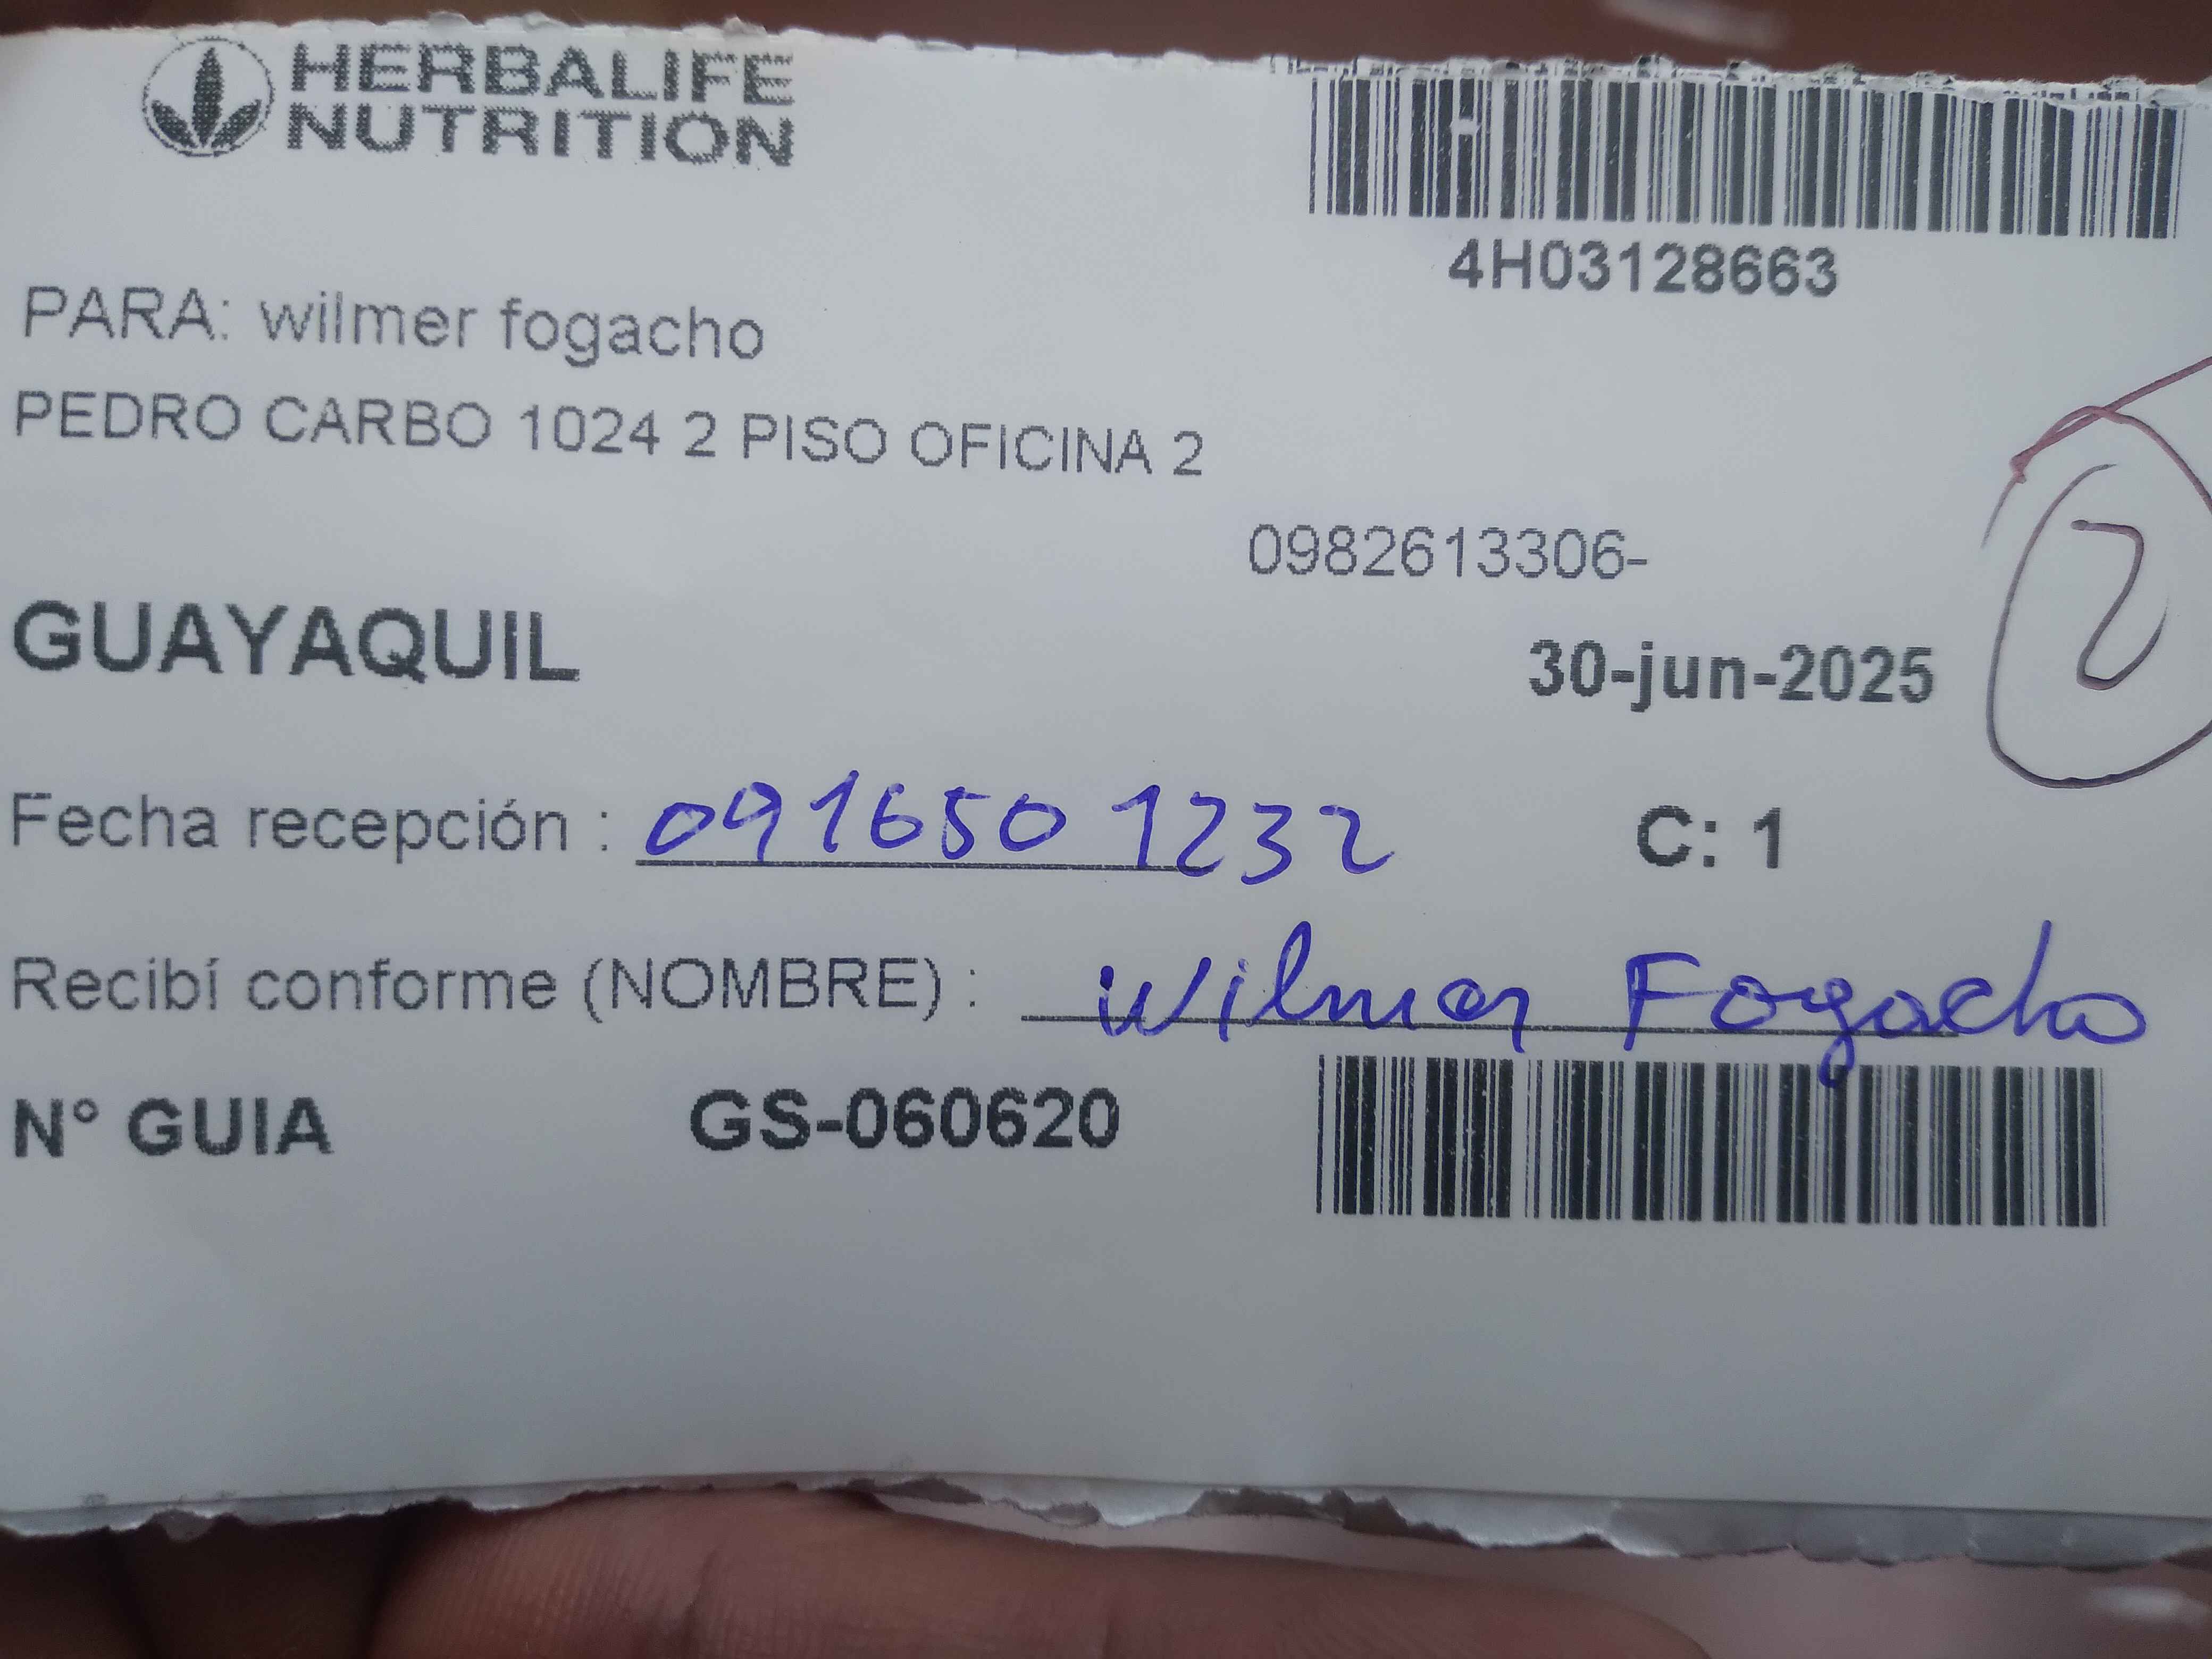 HERBALIFE
NUTRITION
4H03128663
PARA: wilmer fogacho
PEDRO CARBO 1024 2 PISO OFICINA 2
0982613306-
GUAYAQUIL
30-jun-2025
2
Fecha recepción : 0916501232
C: 1
Recibí conforme (NOMBRE) : Wilmer Fogacho
N° GUIA GS-060620